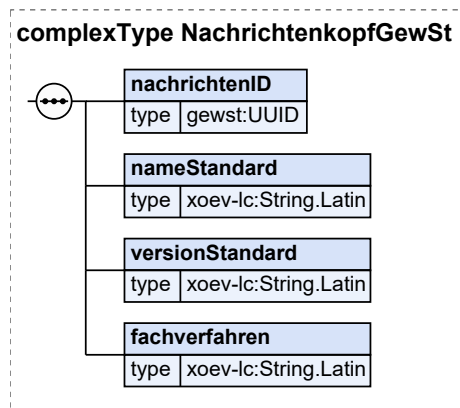 complexType NachrichtenkopfGewSt
nachrichtenID
type gewst:UUID
nameStandard
type xoev-lc:String.Latin
versionStandard
type xoev-lc:String.Latin
fachverfahren
type xoev-lc:String.Latin